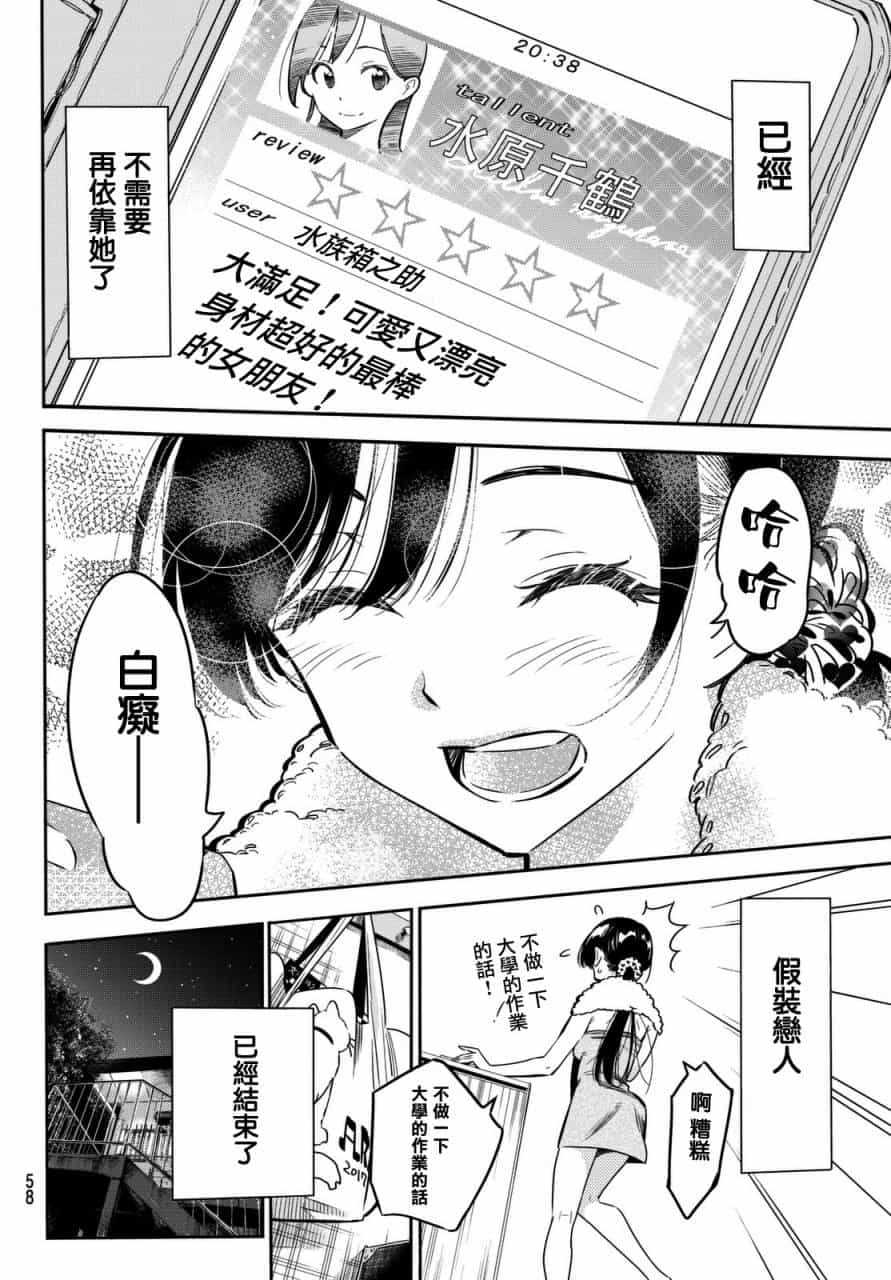 已經
20:38
tallent
水原千鶴
review
user
水族箱之助
大滿足！可愛又漂亮
身材超好的最棒
的女朋友！
不需要
再依靠她了
哈哈
白癡——
假裝戀人
啊 糟糕
不做一下
大學的作業
的話！
不做一下
大學的作業的話
2017
已經結束了
58